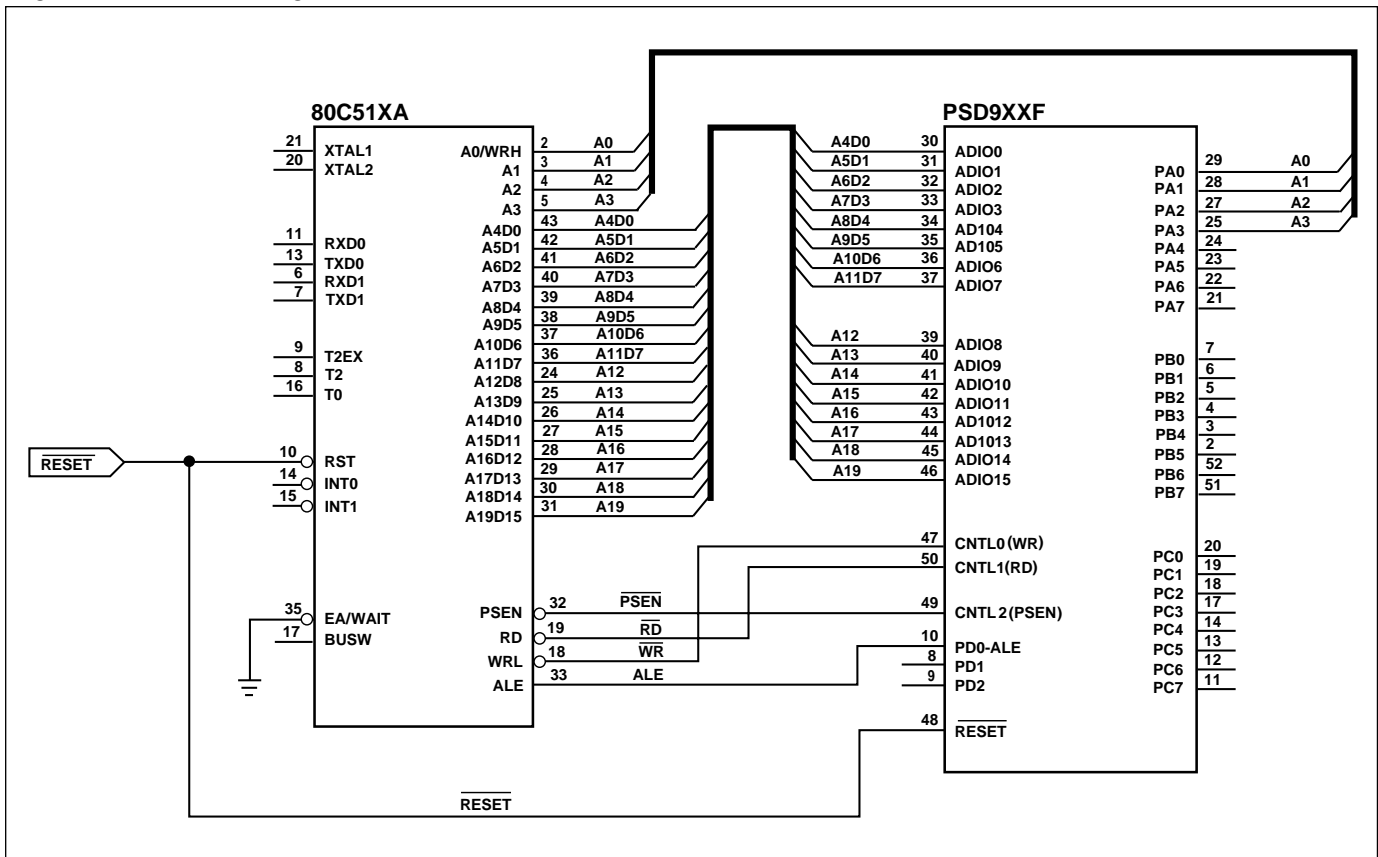 80C51XA
21 XTAL1
20 XTAL2
11 RXD0
13 TXD0
6 RXD1
7 TXD1
9 T2EX
8 T2
16 T0
RESET
10 RST
14 INT0
15 INT1
35 EA/WAIT
17 BUSW
A0/WRH 2 A0
A1 3 A1
A2 4 A2
A3 5 A3
A4D0 43 A4D0
A5D1 42 A5D1
A6D2 41 A6D2
A7D3 40 A7D3
A8D4 39 A8D4
A9D5 38 A9D5
A10D6 37 A10D6
A11D7 36 A11D7
A12D8 24 A12
A13D9 25 A13
A14D10 26 A14
A15D11 27 A15
A16D12 28 A16
A17D13 29 A17
A18D14 30 A18
A19D15 31 A19
PSEN 32 PSEN
RD 19 RD
WRL 18 WR
ALE 33 ALE
RESET
PSD9XXF
A4D0 30 ADIO0
A5D1 31 ADIO1
A6D2 32 ADIO2
A7D3 33 ADIO3
A8D4 34 AD104
A9D5 35 AD105
A10D6 36 ADIO6
A11D7 37 ADIO7
A12 39 ADIO8
A13 40 ADIO9
A14 41 ADIO10
A15 42 ADIO11
A16 43 AD1012
A17 44 AD1013
A18 45 ADIO14
A19 46 ADIO15
47 CNTL0(WR)
50 CNTL1(RD)
49 CNTL2(PSEN)
10 PD0-ALE
8 PD1
9 PD2
48 RESET
PA0 29 A0
PA1 28 A1
PA2 27 A2
PA3 25 A3
PA4 24
PA5 23
PA6 22
PA7 21
PB0 7
PB1 6
PB2 5
PB3 4
PB4 3
PB5 2
PB6 52
PB7 51
PC0 20
PC1 19
PC2 18
PC3 17
PC4 14
PC5 13
PC6 12
PC7 11